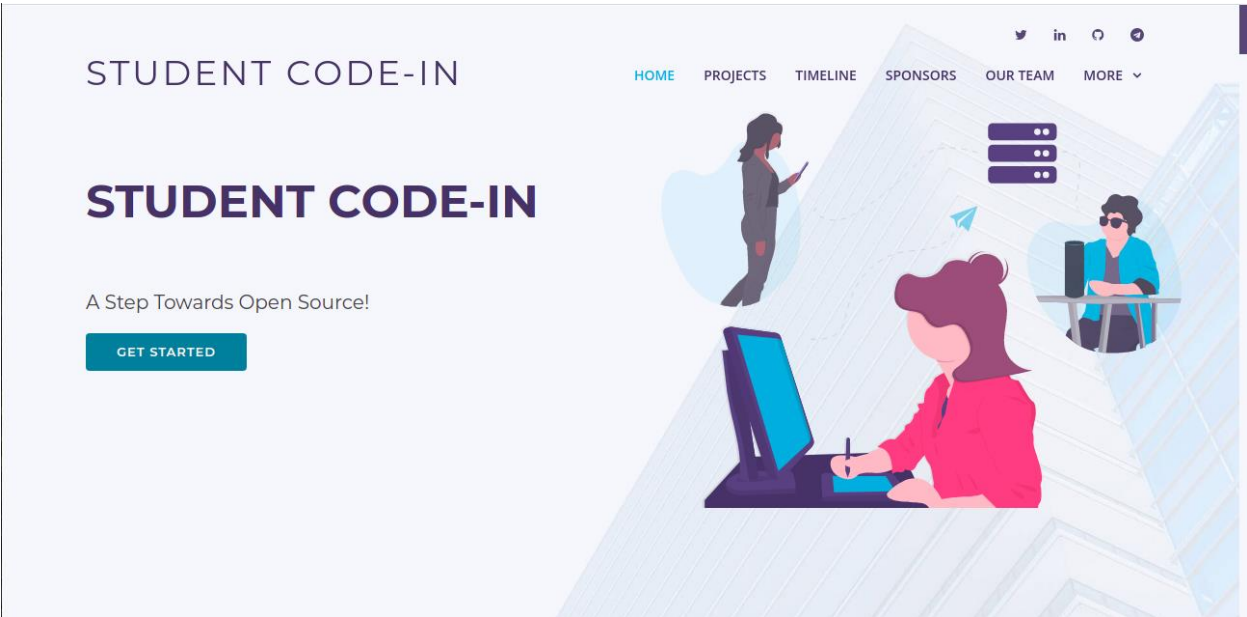 STUDENT CODE-IN
HOME PROJECTS TIMELINE SPONSORS OUR TEAM MORE
STUDENT CODE-IN
A Step Towards Open Source!
GET STARTED